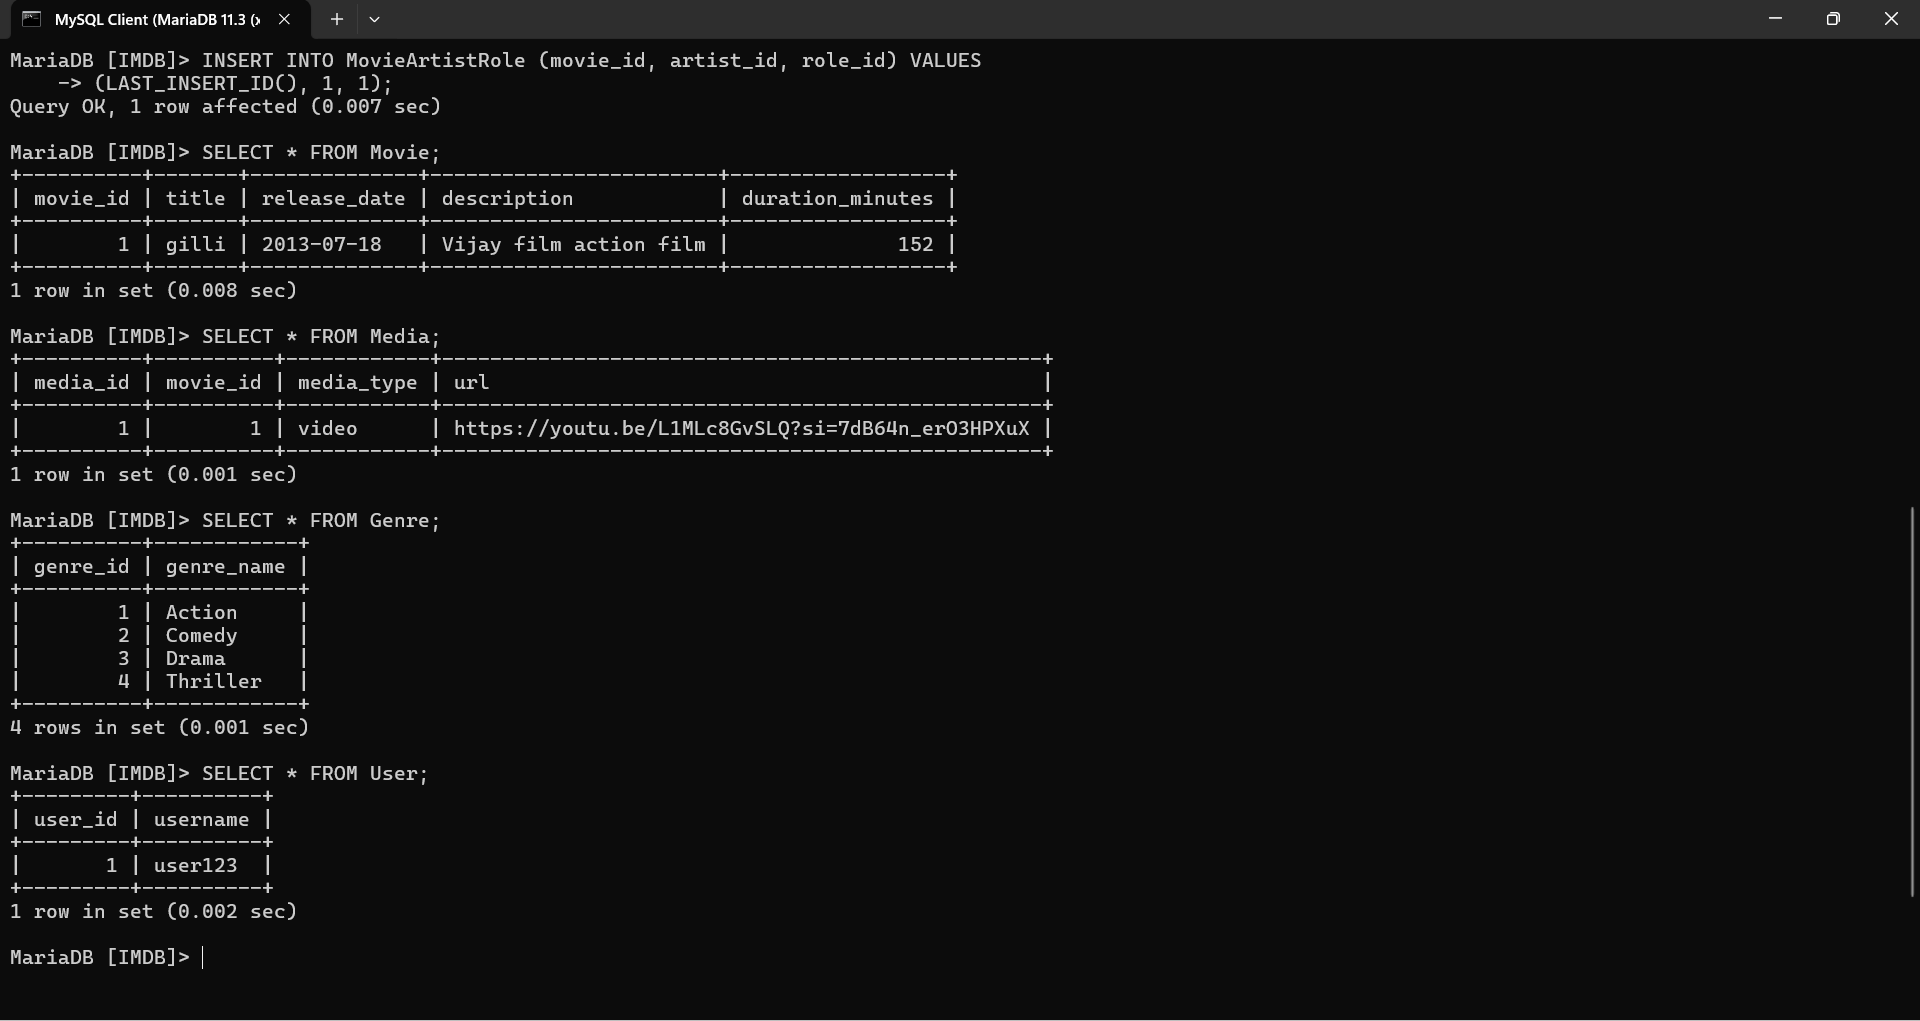 MySQL Client (MariaDB 11.3 (x
MariaDB [IMDB]> INSERT INTO MovieArtistRole (movie_id, artist_id, role_id) VALUES
    -> (LAST_INSERT_ID(), 1, 1);
Query OK, 1 row affected (0.007 sec)

MariaDB [IMDB]> SELECT * FROM Movie;
+----------+-------+--------------+------------------------+------------------+
| movie_id | title | release_date | description            | duration_minutes |
+----------+-------+--------------+------------------------+------------------+
|        1 | gilli | 2013-07-18   | Vijay film action film |              152 |
+----------+-------+--------------+------------------------+------------------+
1 row in set (0.008 sec)

MariaDB [IMDB]> SELECT * FROM Media;
+----------+----------+------------+--------------------------------------------------+
| media_id | movie_id | media_type | url                                              |
+----------+----------+------------+--------------------------------------------------+
|        1 |        1 | video      | https://youtu.be/L1MLc8GvSLQ?si=7dB64n_erO3HPXuX |
+----------+----------+------------+--------------------------------------------------+
1 row in set (0.001 sec)

MariaDB [IMDB]> SELECT * FROM Genre;
+----------+------------+
| genre_id | genre_name |
+----------+------------+
|        1 | Action     |
|        2 | Comedy     |
|        3 | Drama      |
|        4 | Thriller   |
+----------+------------+
4 rows in set (0.001 sec)

MariaDB [IMDB]> SELECT * FROM User;
+---------+----------+
| user_id | username |
+---------+----------+
|       1 | user123  |
+---------+----------+
1 row in set (0.002 sec)

MariaDB [IMDB]>